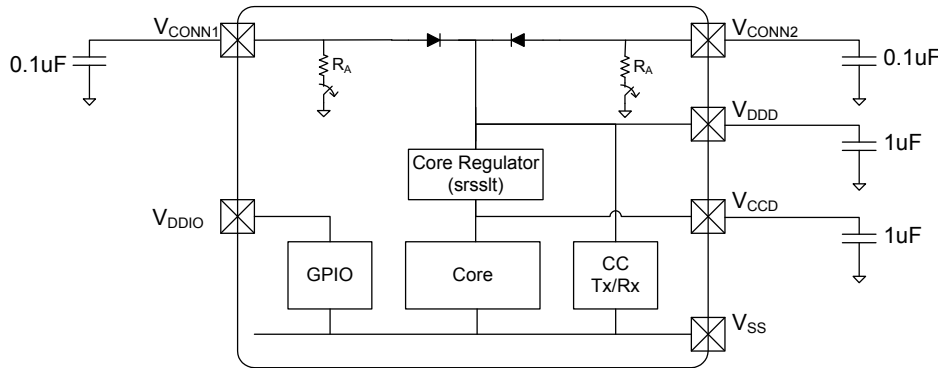 VCONN1
VCONN2
0.1uF
RA
RA
0.1uF
VDDD
Core Regulator
(srsslt)
1uF
VDDIO
VCCD
1uF
GPIO
Core
CC
Tx/Rx
VSS